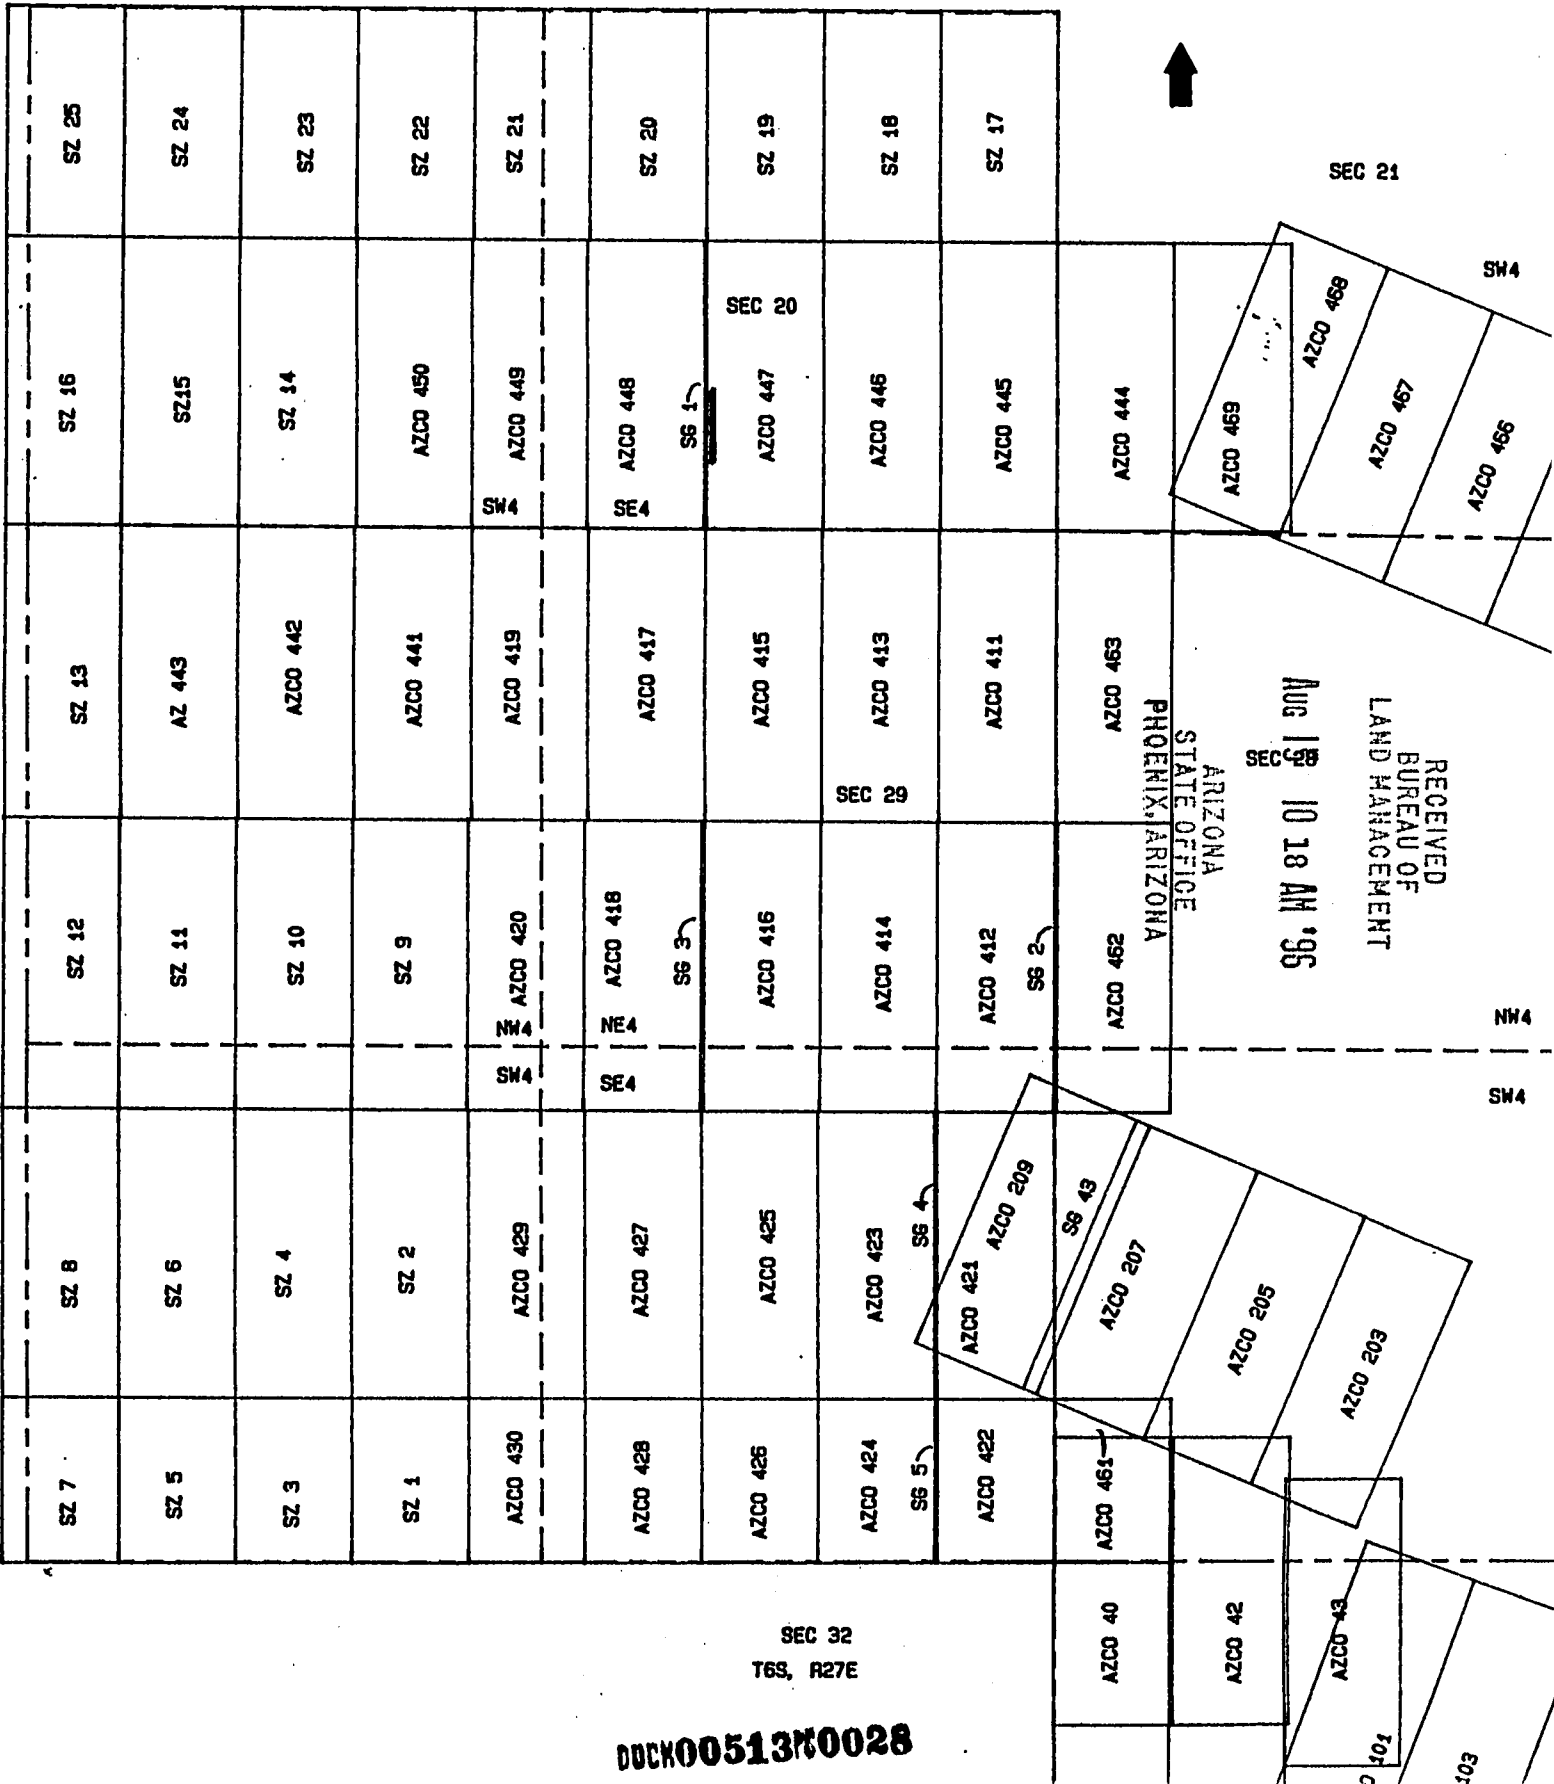 SZ 25
SZ 24
SZ 23
SZ 22
SZ 21
SZ 20
SZ 19
SZ 18
SZ 17
SEC 21
SW4
SEC 20
SZ 16
SZ15
SZ 14
AZCO 450
AZCO 449
AZCO 448
SG 1
AZCO 447
AZCO 446
AZCO 445
AZCO 444
AZCO 469
AZCO 468
AZCO 467
AZCO 466
SW4
SE4
SZ 13
AZ 443
AZCO 442
AZCO 441
AZCO 419
AZCO 417
AZCO 415
AZCO 413
AZCO 411
AZCO 463
SEC 28
SEC 29
RECEIVED
BUREAU OF
LAND MANAGEMENT
10 18 AM '96
ARIZONA
STATE OFFICE
PHOENIX, ARIZONA
SZ 12
SZ 11
SZ 10
SZ 9
AZCO 420
AZCO 418
SG 3
AZCO 416
AZCO 414
AZCO 412
SG 2
AZCO 462
NW4
NE4
NW4
SW4
SE4
SW4
SZ 8
SZ 6
SZ 4
SZ 2
AZCO 429
AZCO 427
AZCO 425
AZCO 423
SG 4
AZCO 421
AZCO 209
SG 43
AZCO 207
AZCO 205
AZCO 203
SZ 7
SZ 5
SZ 3
SZ 1
AZCO 430
AZCO 428
AZCO 426
AZCO 424
SG 5
AZCO 422
AZCO 461
AZCO 40
AZCO 42
AZCO 43
SEC 32
T6S, R27E
O 101
103